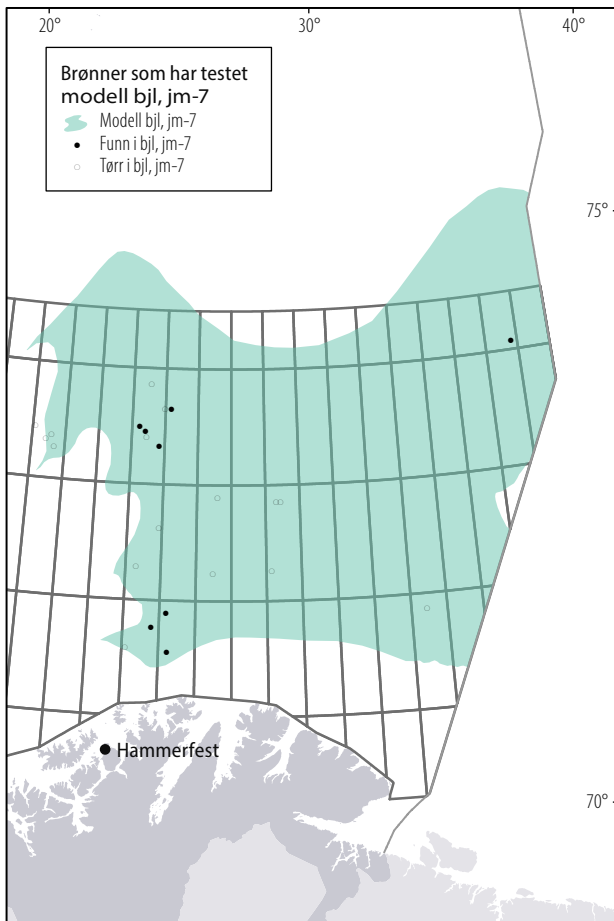 20° 30° 40°
Brønner som har testet
modell bjl, jm-7
Modell bjl, jm-7
Funn i bjl, jm-7
Tørr i bjl, jm-7
75°
Hammerfest
70°